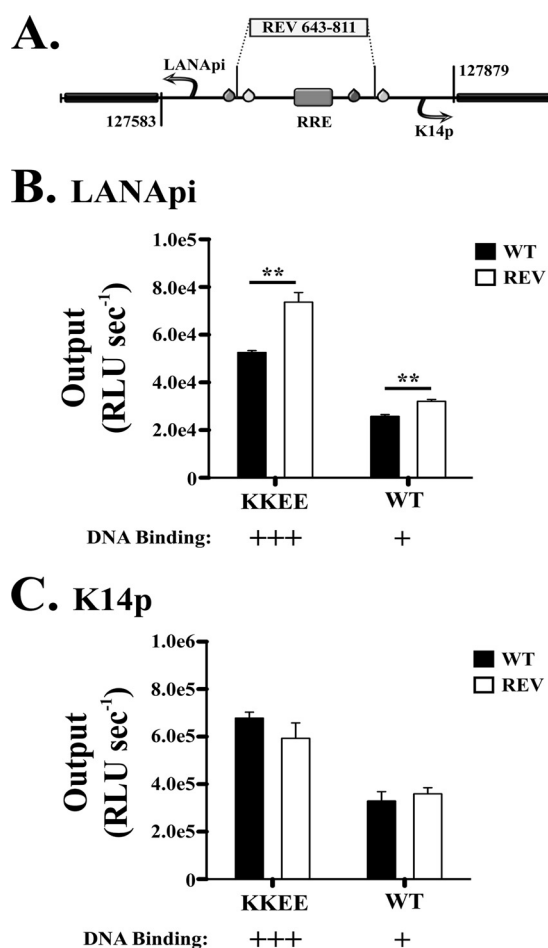 A.
REV 643-811
LANApi
127879
127583
RRE
K14p
B. LANApi
Output
(RLU sec-1)
1.0e5
8.0e4
6.0e4
4.0e4
2.0e4
0
**
**
WT
REV
KKEE
WT
DNA Binding:
+++
+
C. K14p
Output
(RLU sec-1)
1.0e6
8.0e5
6.0e5
4.0e5
2.0e5
0
WT
REV
KKEE
WT
DNA Binding:
+++
+